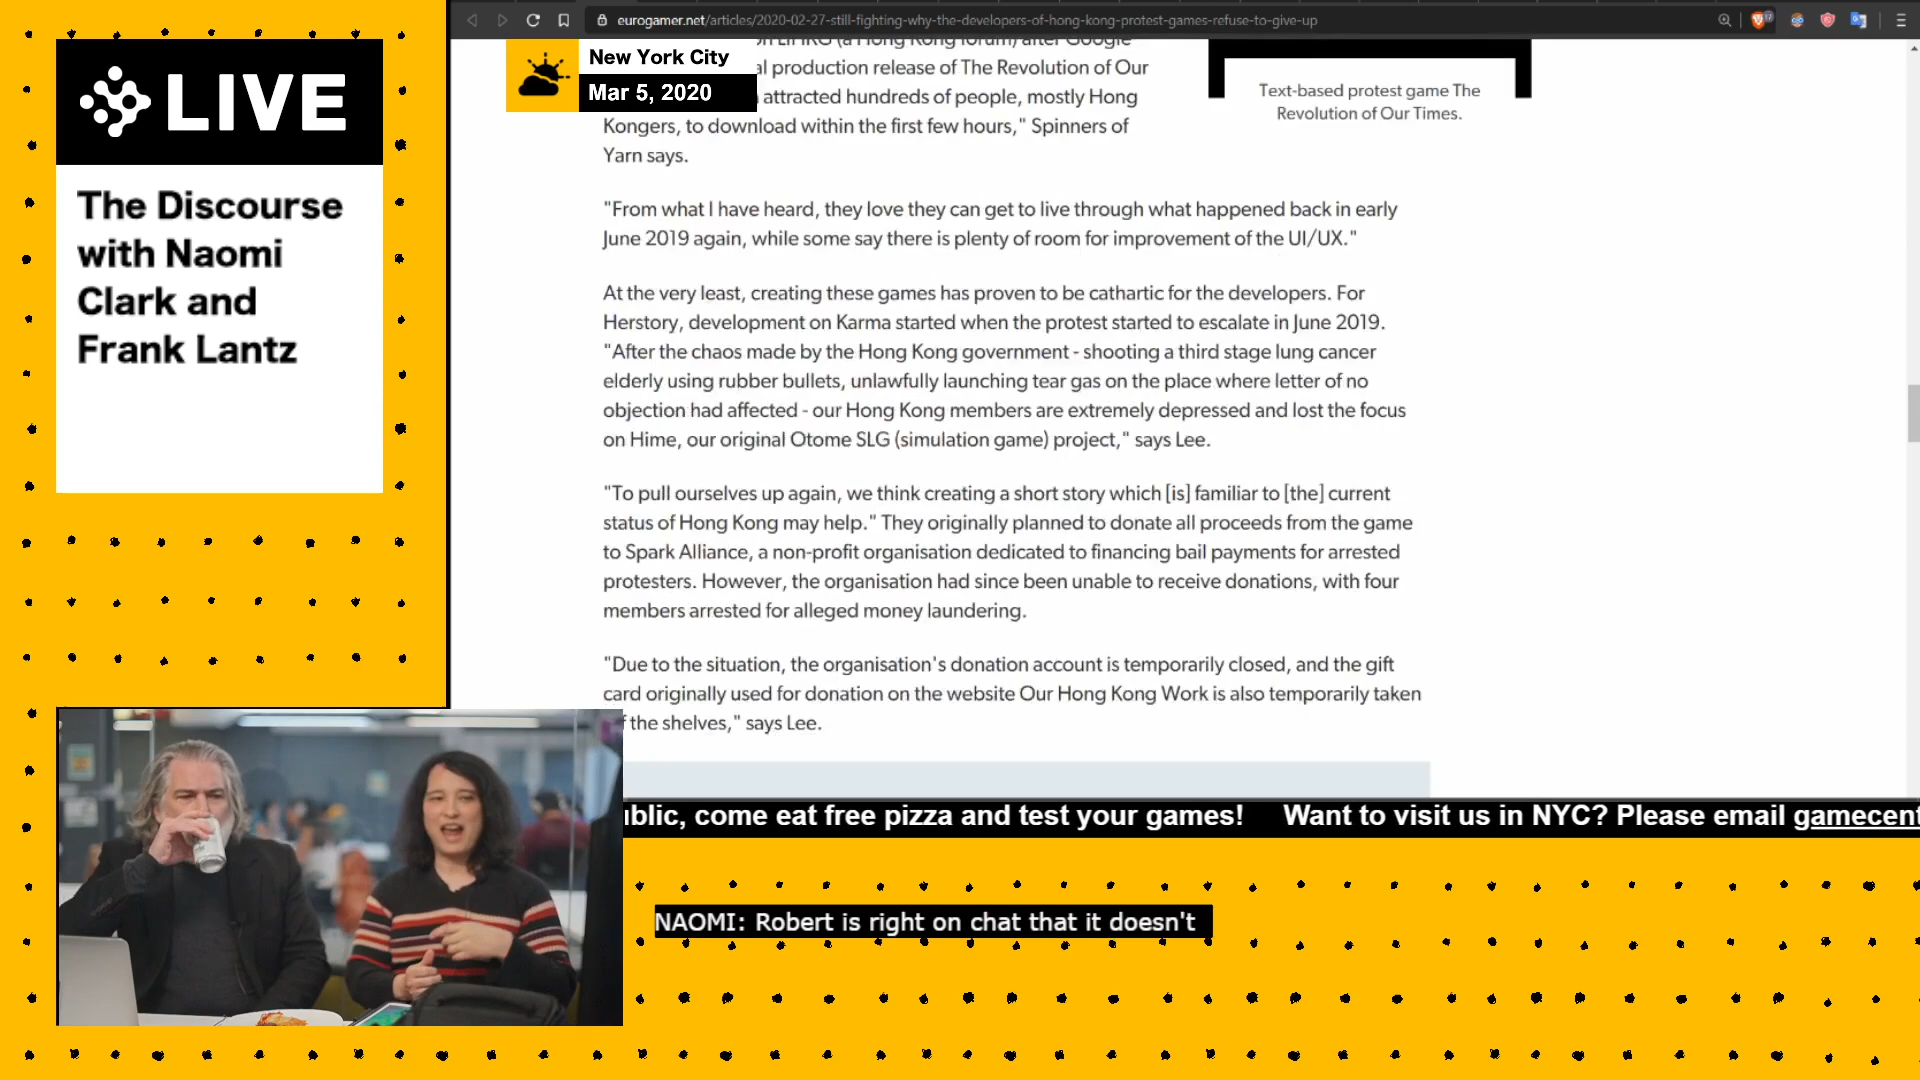 eurogamer.net/articles/2020-02-27-still-fighting-why-the-developers-of-hong-kong-protest-games-refuse-to-give-up
LIVE
The Discourse
with Naomi
Clark and
Frank Lantz
New York City
Mar 5, 2020
(a Hong Kong forum) after Google
al production release of The Revolution of Our
attracted hundreds of people, mostly Hong
Kongers, to download within the first few hours," Spinners of
Yarn says.
Text-based protest game The
Revolution of Our Times.
"From what I have heard, they love they can get to live through what happened back in early
June 2019 again, while some say there is plenty of room for improvement of the UI/UX."
At the very least, creating these games has proven to be cathartic for the developers. For
Herstory, development on Karma started when the protest started to escalate in June 2019.
"After the chaos made by the Hong Kong government - shooting a third stage lung cancer
elderly using rubber bullets, unlawfully launching tear gas on the place where letter of no
objection had affected - our Hong Kong members are extremely depressed and lost the focus
on Hime, our original Otome SLG (simulation game) project," says Lee.
"To pull ourselves up again, we think creating a short story which [is] familiar to [the] current
status of Hong Kong may help." They originally planned to donate all proceeds from the game
to Spark Alliance, a non-profit organisation dedicated to financing bail payments for arrested
protesters. However, the organisation had since been unable to receive donations, with four
members arrested for alleged money laundering.
"Due to the situation, the organisation's donation account is temporarily closed, and the gift
card originally used for donation on the website Our Hong Kong Work is also temporarily taken
f the shelves," says Lee.
ublic, come eat free pizza and test your games! Want to visit us in NYC? Please email gamecent
NAOMI: Robert is right on chat that it doesn't